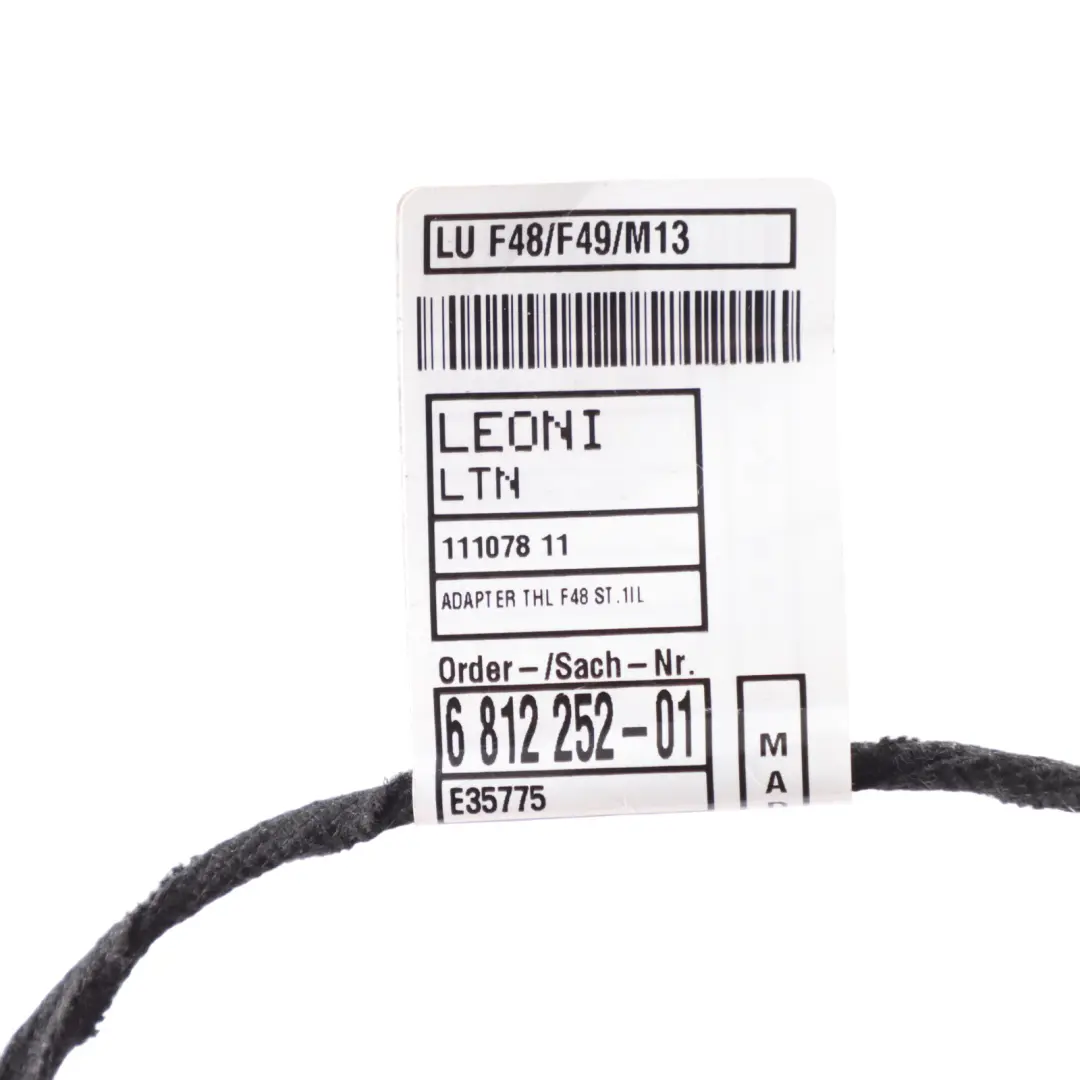 LU F48/F49/M13
LEONI
LTN
111078 11
ADAPTER THL F48 ST.1IL
Order-/Sach-Nr.
6 812 252-01
E35775
M
A